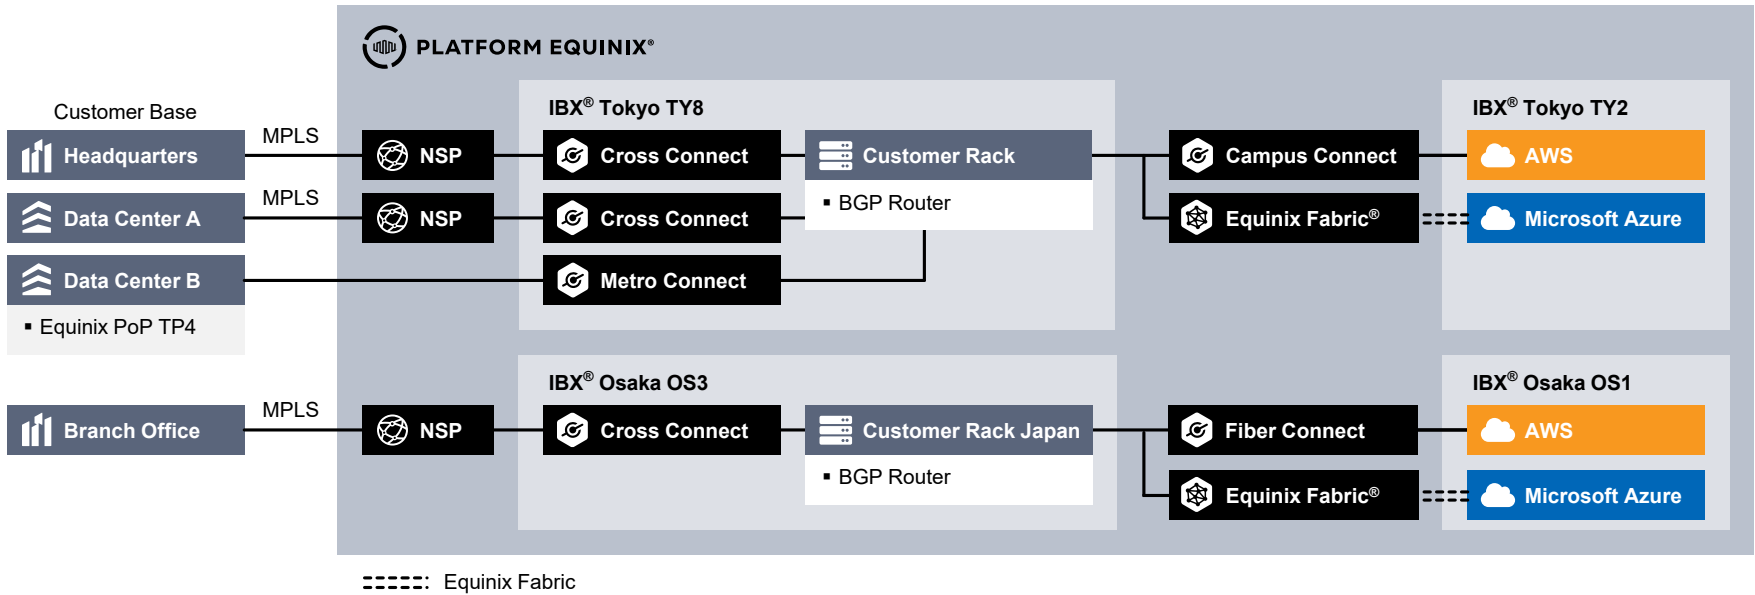 PLATFORM EQUINIX®
Customer Base
IBX® Tokyo TY8
IBX® Tokyo TY2
Headquarters
MPLS
NSP
Cross Connect
Customer Rack
Campus Connect
AWS
Data Center A
MPLS
NSP
Cross Connect
▪ BGP Router
Equinix Fabric®
Microsoft Azure
Data Center B
Metro Connect
▪ Equinix PoP TP4
IBX® Osaka OS3
IBX® Osaka OS1
Branch Office
MPLS
NSP
Cross Connect
Customer Rack Japan
Fiber Connect
AWS
▪ BGP Router
Equinix Fabric®
Microsoft Azure
Equinix Fabric